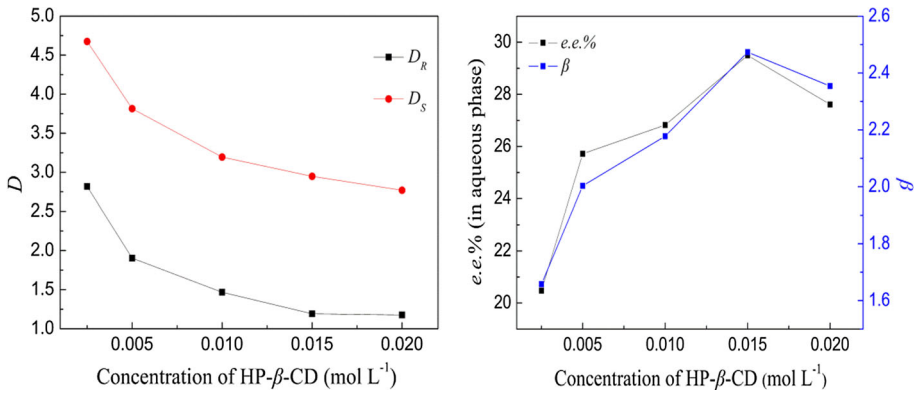 5.0
4.5
4.0
3.5
3.0
2.5
2.0
1.5
1.0
D
D_R
D_S
0.005 0.010 0.015 0.020
Concentration of HP-β-CD (mol L⁻¹)
30
28
26
24
22
20
e.e.% (in aqueous phase)
e.e.%
β
2.6
2.4
2.2
2.0
1.8
1.6
β
0.005 0.010 0.015 0.020
Concentration of HP-β-CD (mol L⁻¹)